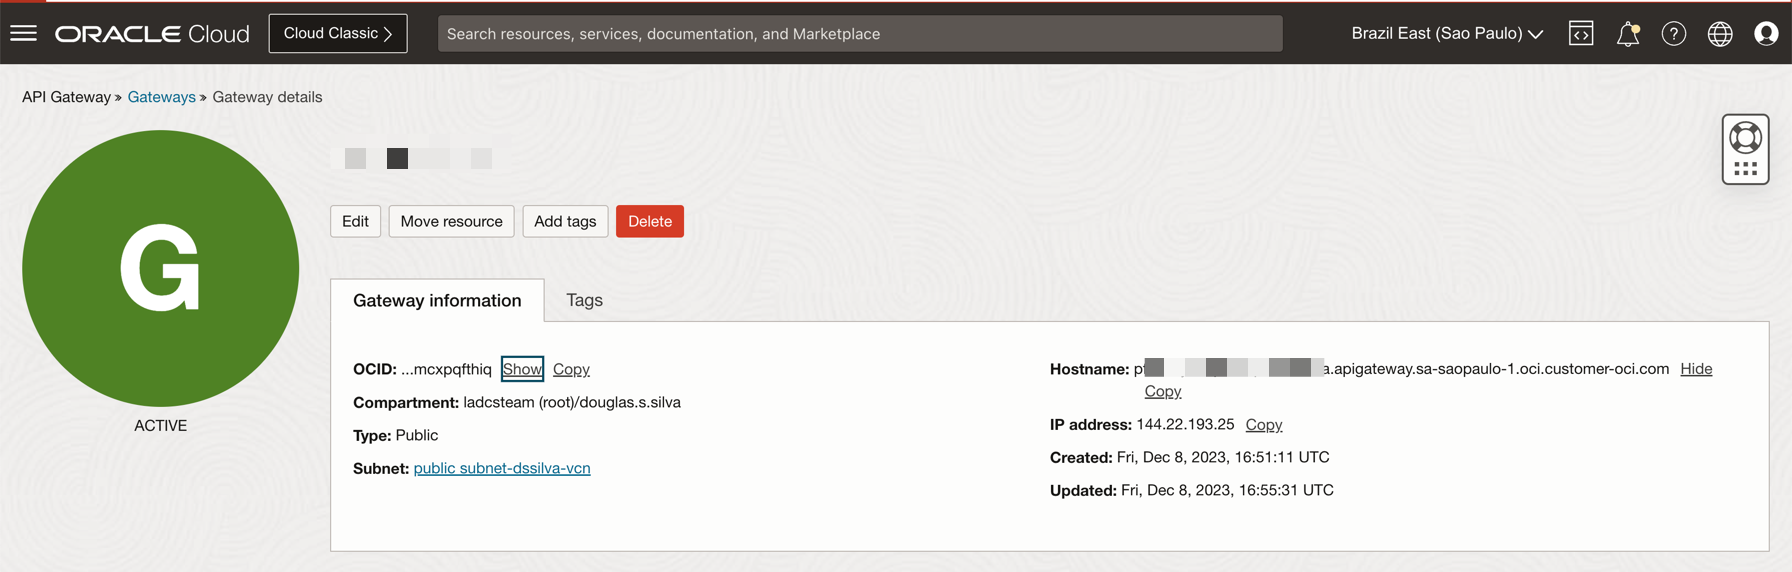 ORACLE Cloud
Cloud Classic
Search resources, services, documentation, and Marketplace
Brazil East (Sao Paulo)
API Gateway » Gateways » Gateway details
G
ACTIVE
Edit
Move resource
Add tags
Delete
Gateway information
Tags
OCID: ...mcxpqfthiq Show Copy
Compartment: ladcsteam (root)/douglas.s.silva
Type: Public
Subnet: public subnet-dssilva-vcn
Hostname: a.apigateway.sa-saopaulo-1.oci.customer-oci.com Hide
Copy
IP address: 144.22.193.25 Copy
Created: Fri, Dec 8, 2023, 16:51:11 UTC
Updated: Fri, Dec 8, 2023, 16:55:31 UTC